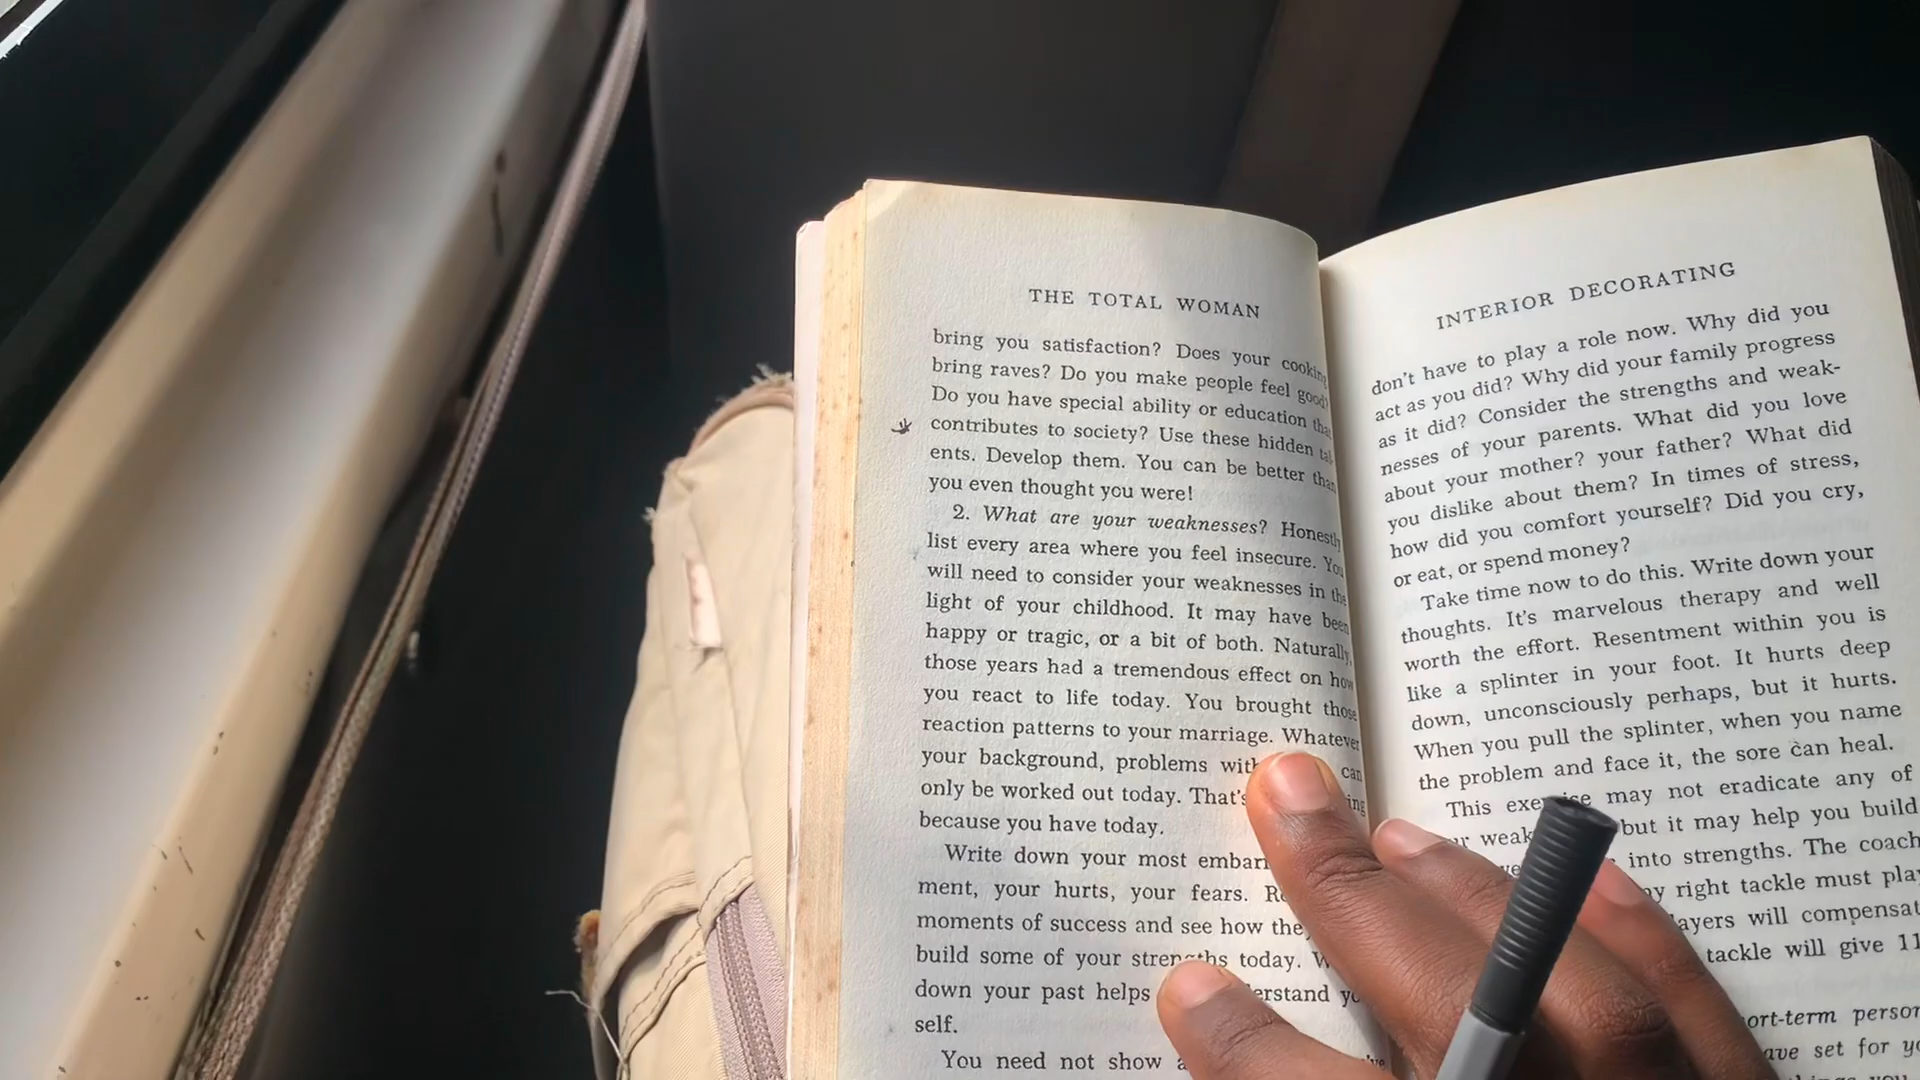 THE TOTAL WOMAN
bring you satisfaction? Does your cooking
bring raves? Do you make people feel good?
Do you have special ability or education tha
contributes to society? Use these hidden tal
ents. Develop them. You can be better than
you even thought you were!
2. What are your weaknesses? Honestly
list every area where you feel insecure. You
will need to consider your weaknesses in the
light of your childhood. It may have been
happy or tragic, or a bit of both. Naturally,
those years had a tremendous effect on how
you react to life today. You brought those
reaction patterns to your marriage. Whatever
your background, problems with can
only be worked out today. That's
because you have today.
Write down your most embarr
ment, your hurts, your fears.
moments of success and see how they
build some of your strengths today.
down your past helps
self.
You need not show
INTERIOR DECORATING
don't have to play a role now. Why did you
act as you did? Why did your family progress
as it did? Consider the strengths and weak-
nesses of your parents. What did you love
about your mother? your father? What did
you dislike about them? In times of stress,
how did you comfort yourself? Did you cry,
or eat, or spend money?
Take time now to do this. Write down your
thoughts. It's marvelous therapy and well
worth the effort. Resentment within you is
like a splinter in your foot. It hurts deep
down, unconsciously perhaps, but it hurts.
When you pull the splinter, when you name
the problem and face it, the sore can heal.
This exercise may not eradicate any of
but it may help you build
into strengths. The coach
right tackle must play
will compensat
tackle will give 11
set for